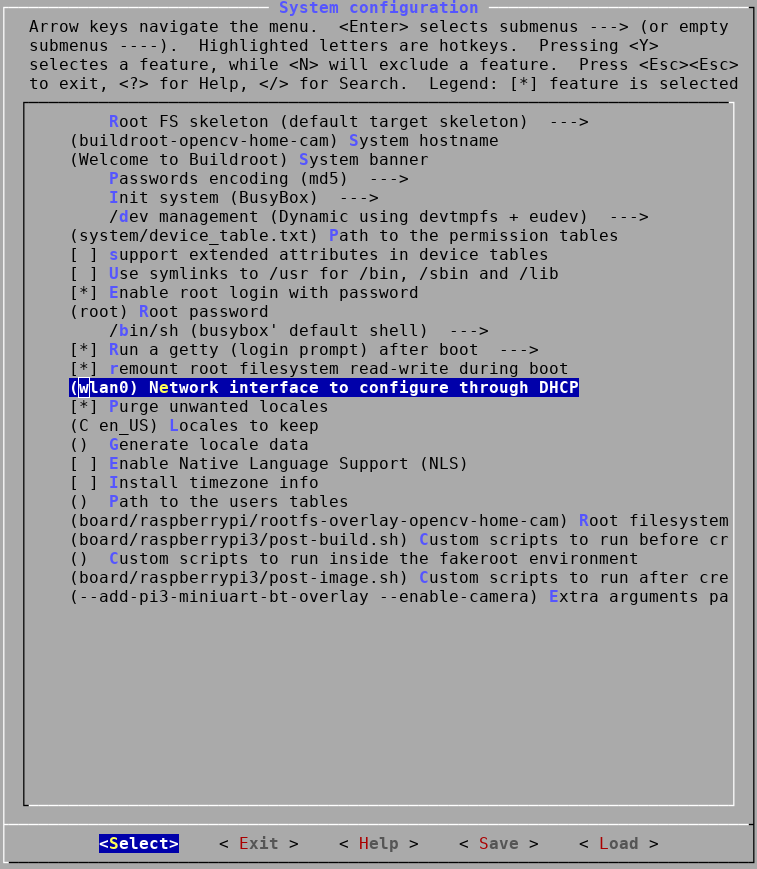 System configuration
Arrow keys navigate the menu.  <Enter> selects submenus ---> (or empty
submenus ----).  Highlighted letters are hotkeys.  Pressing <Y>
selectes a feature, while <N> will exclude a feature.  Press <Esc><Esc>
to exit, <?> for Help, </> for Search.  Legend: [*] feature is selected
Root FS skeleton (default target skeleton)  --->
(buildroot-opencv-home-cam) System hostname
(Welcome to Buildroot) System banner
Passwords encoding (md5)  --->
Init system (BusyBox)  --->
/dev management (Dynamic using devtmpfs + eudev)  --->
(system/device_table.txt) Path to the permission tables
[ ] support extended attributes in device tables
[ ] Use symlinks to /usr for /bin, /sbin and /lib
[*] Enable root login with password
(root) Root password
/bin/sh (busybox' default shell)  --->
[*] Run a getty (login prompt) after boot  --->
[*] remount root filesystem read-write during boot
(wlan0) Network interface to configure through DHCP
[*] Purge unwanted locales
(C en_US) Locales to keep
()  Generate locale data
[ ] Enable Native Language Support (NLS)
[ ] Install timezone info
()  Path to the users tables
(board/raspberrypi/rootfs-overlay-opencv-home-cam) Root filesystem
(board/raspberrypi3/post-build.sh) Custom scripts to run before cr
()  Custom scripts to run inside the fakeroot environment
(board/raspberrypi3/post-image.sh) Custom scripts to run after cre
(--add-pi3-miniuart-bt-overlay --enable-camera) Extra arguments pa
<Select>    < Exit >    < Help >    < Save >    < Load >